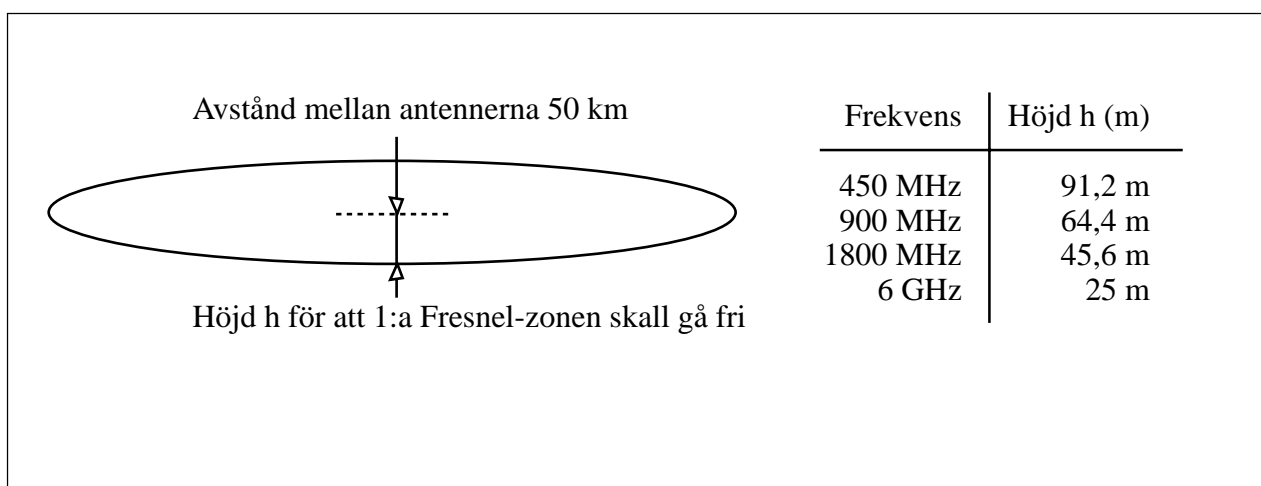 Avstånd mellan antennerna 50 km
Höjd h för att 1:a Fresnel-zonen skall gå fri
Frekvens Höjd h (m)
450 MHz 91,2 m
900 MHz 64,4 m
1800 MHz 45,6 m
6 GHz 25 m